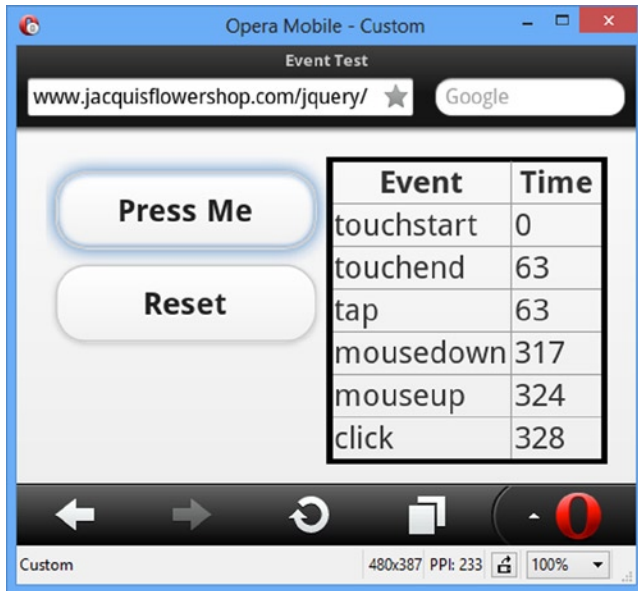 Opera Mobile - Custom
Event Test
www.jacquisflowershop.com/jquery/ Google
Press Me
Reset
Event Time
touchstart 0
touchend 63
tap 63
mousedown 317
mouseup 324
click 328
Custom 480x387 PPI: 233 100%